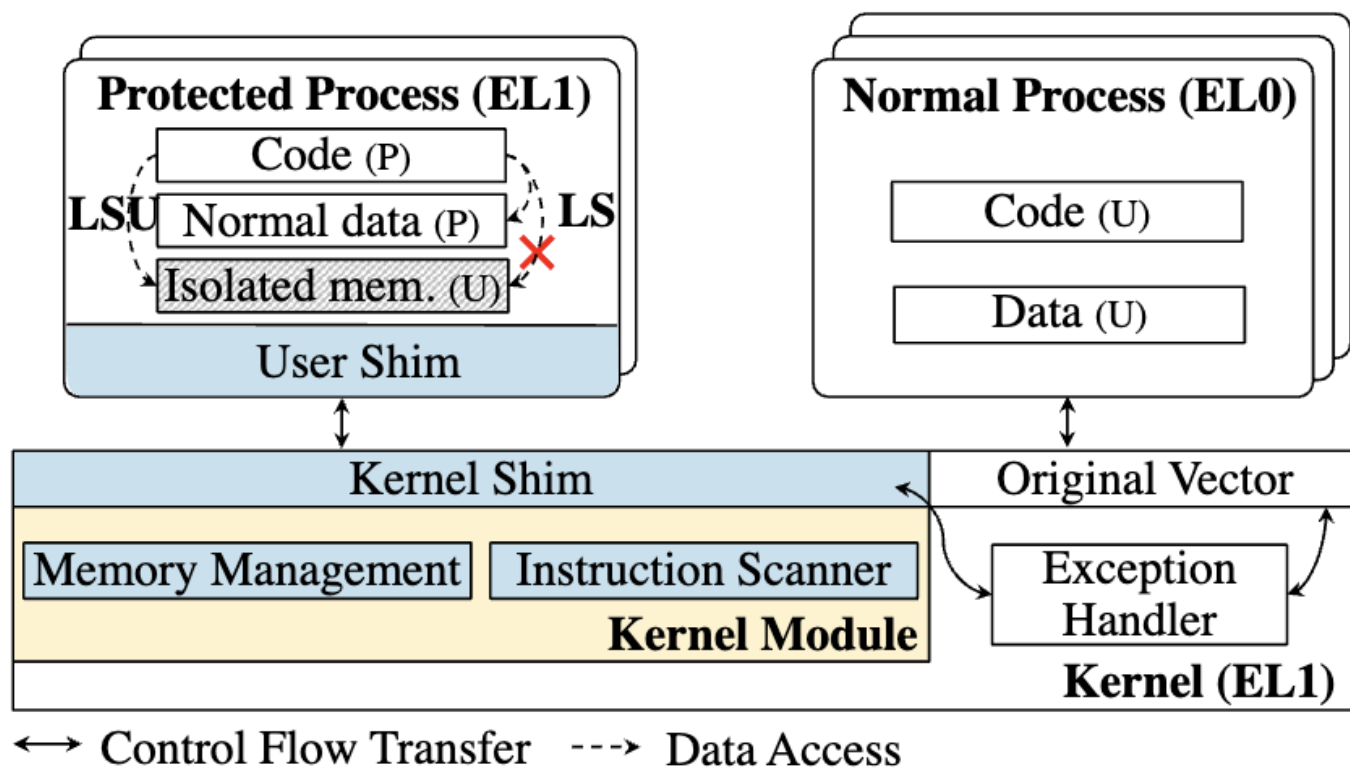 Protected Process (EL1)
Code (P)
LSU
Normal data (P)
LS
Isolated mem. (U)
User Shim
Normal Process (EL0)
Code (U)
Data (U)
Kernel Shim
Original Vector
Memory Management
Instruction Scanner
Kernel Module
Exception
Handler
Kernel (EL1)
Control Flow Transfer
Data Access